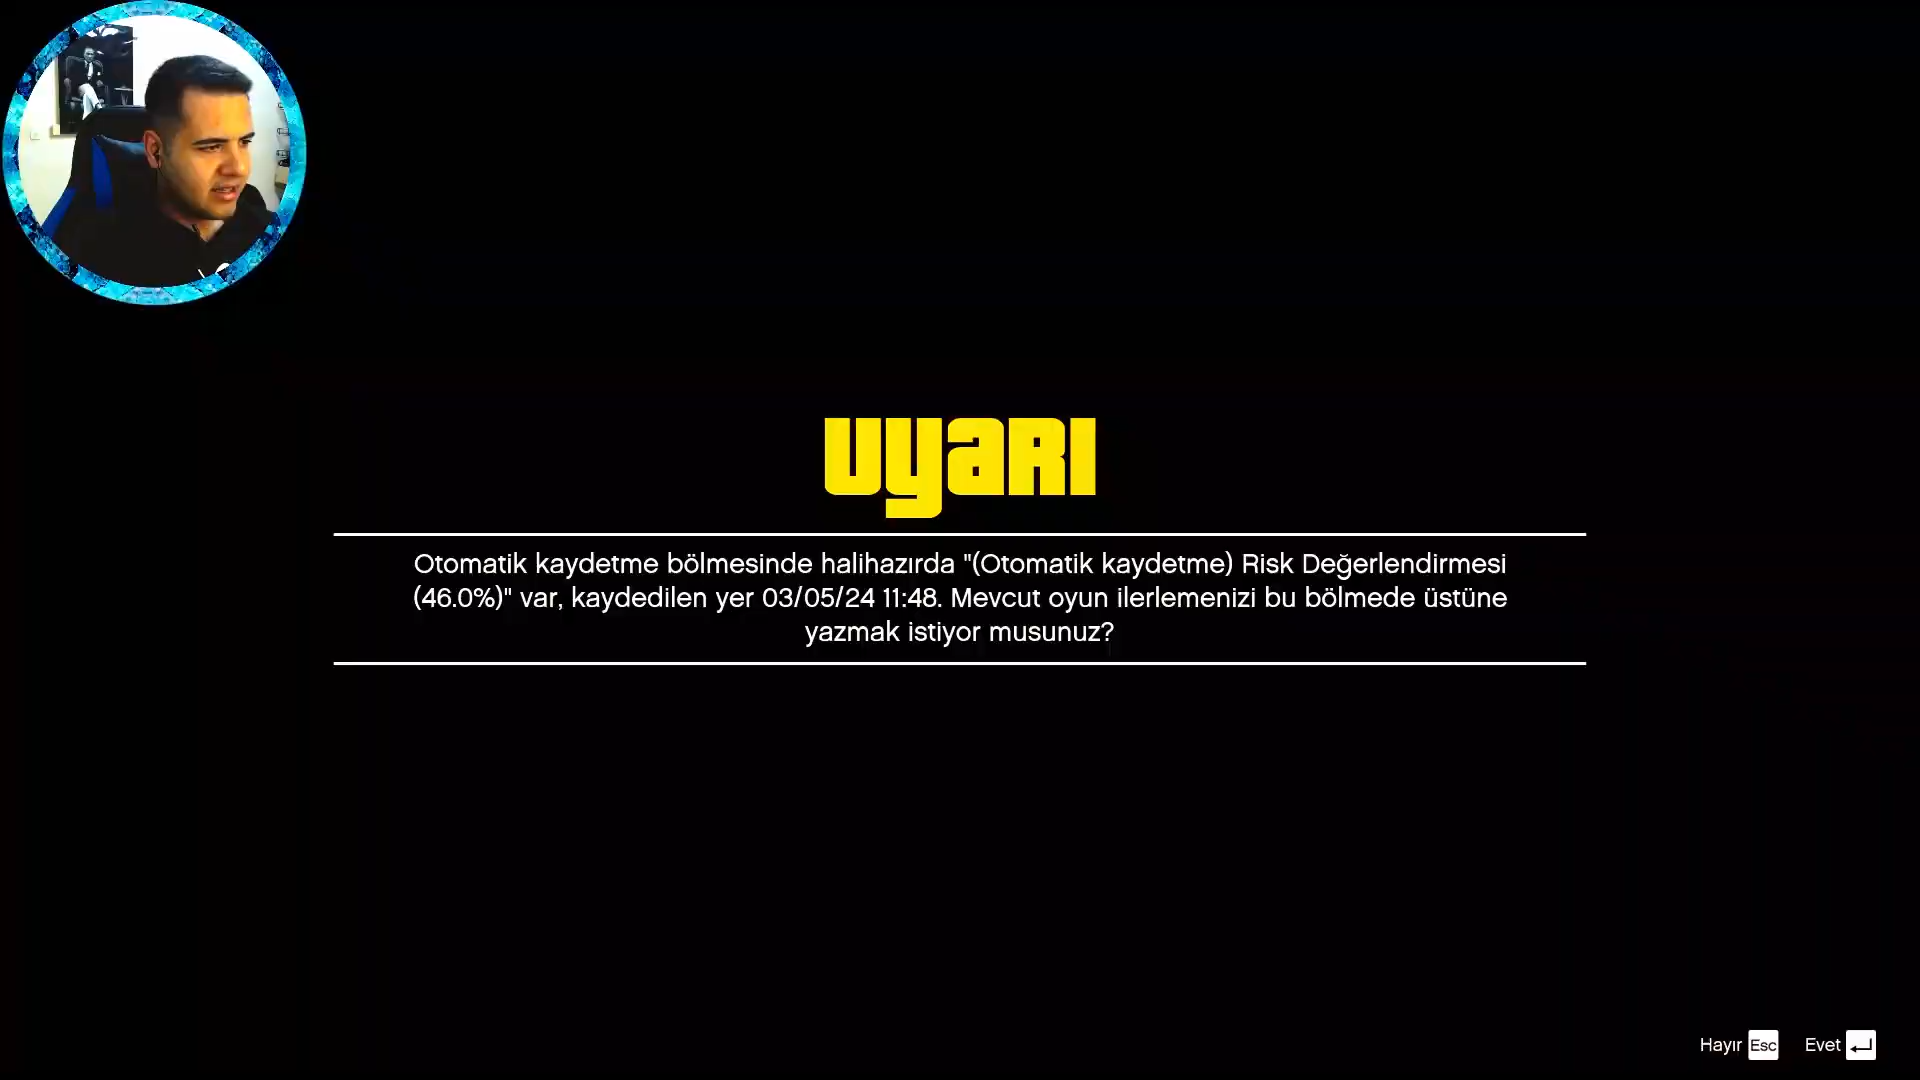 uyarı
Otomatik kaydetme bölmesinde halihazırda "(Otomatik kaydetme) Risk Değerlendirmesi
(46.0%)" var, kaydedilen yer 03/05/24 11:48. Mevcut oyun ilerlemenizi bu bölmede üstüne
yazmak istiyor musunuz?
Hayır Esc Evet